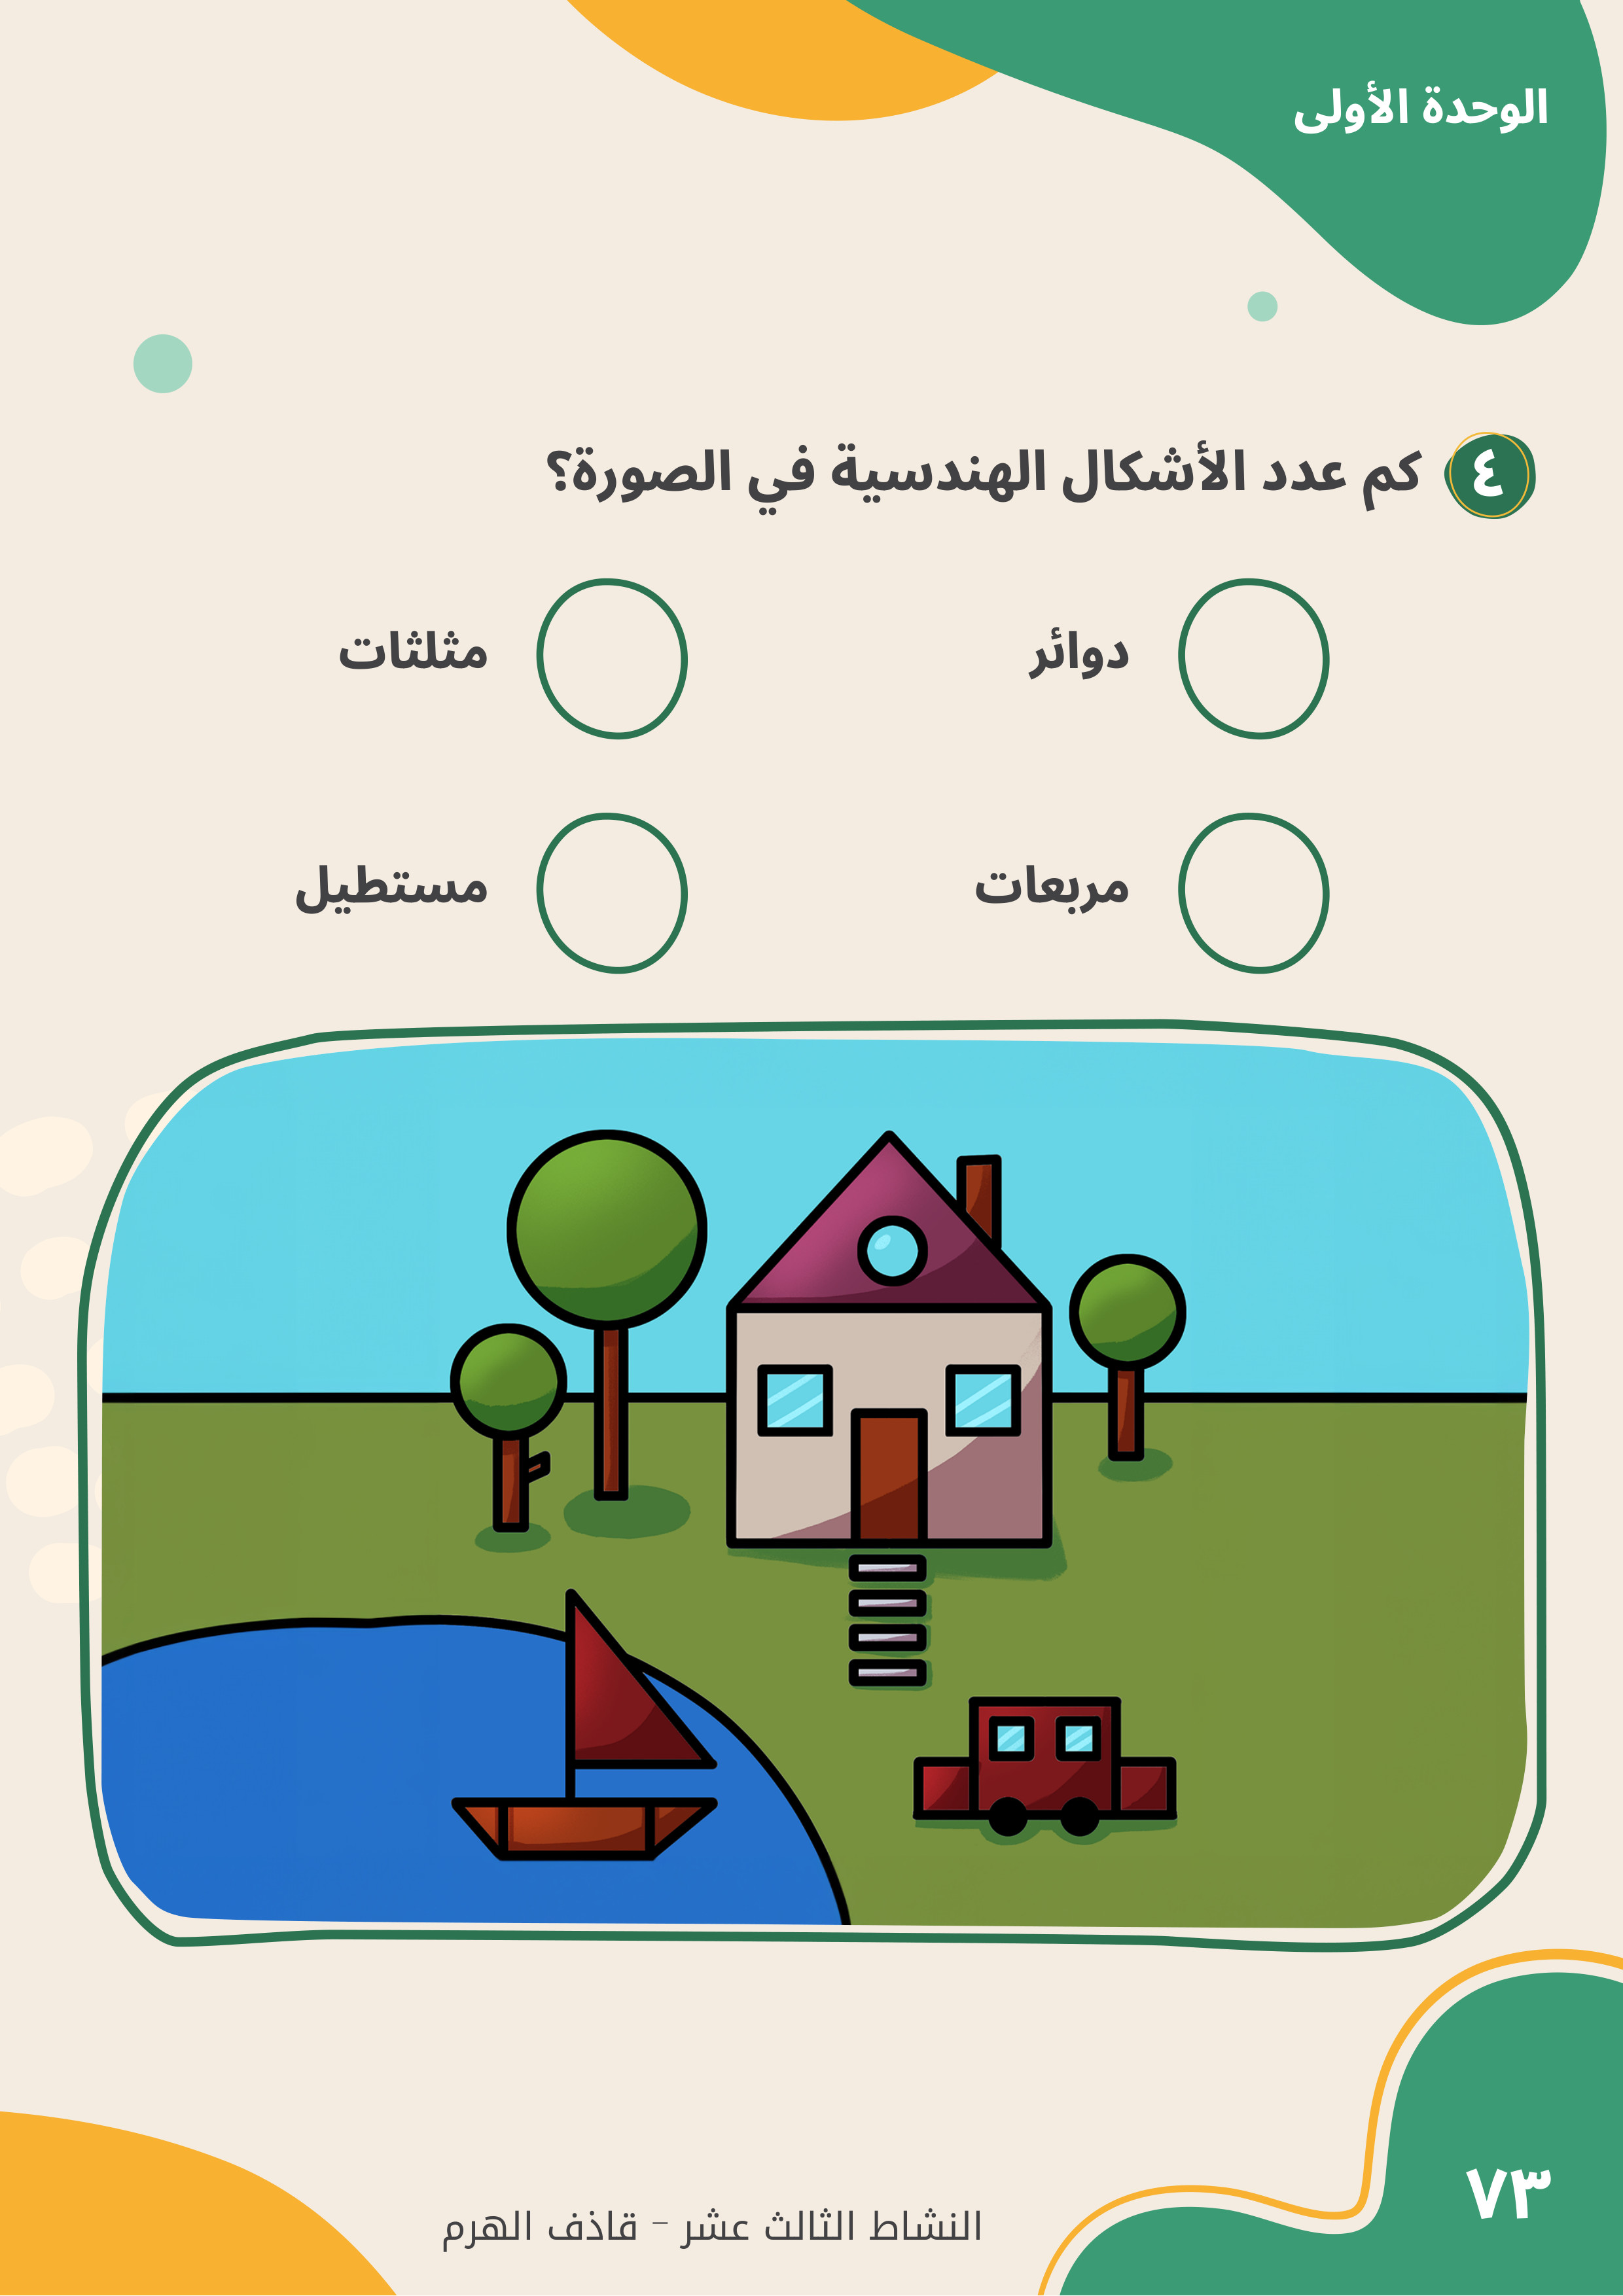 الوحدة الأولى
٤ كم عدد الأشكال الهندسية في الصورة؟
دوائر
مثلثات
مربعات
مستطيل
النشاط الثالث عشر – قاذف الهرم
٧٣